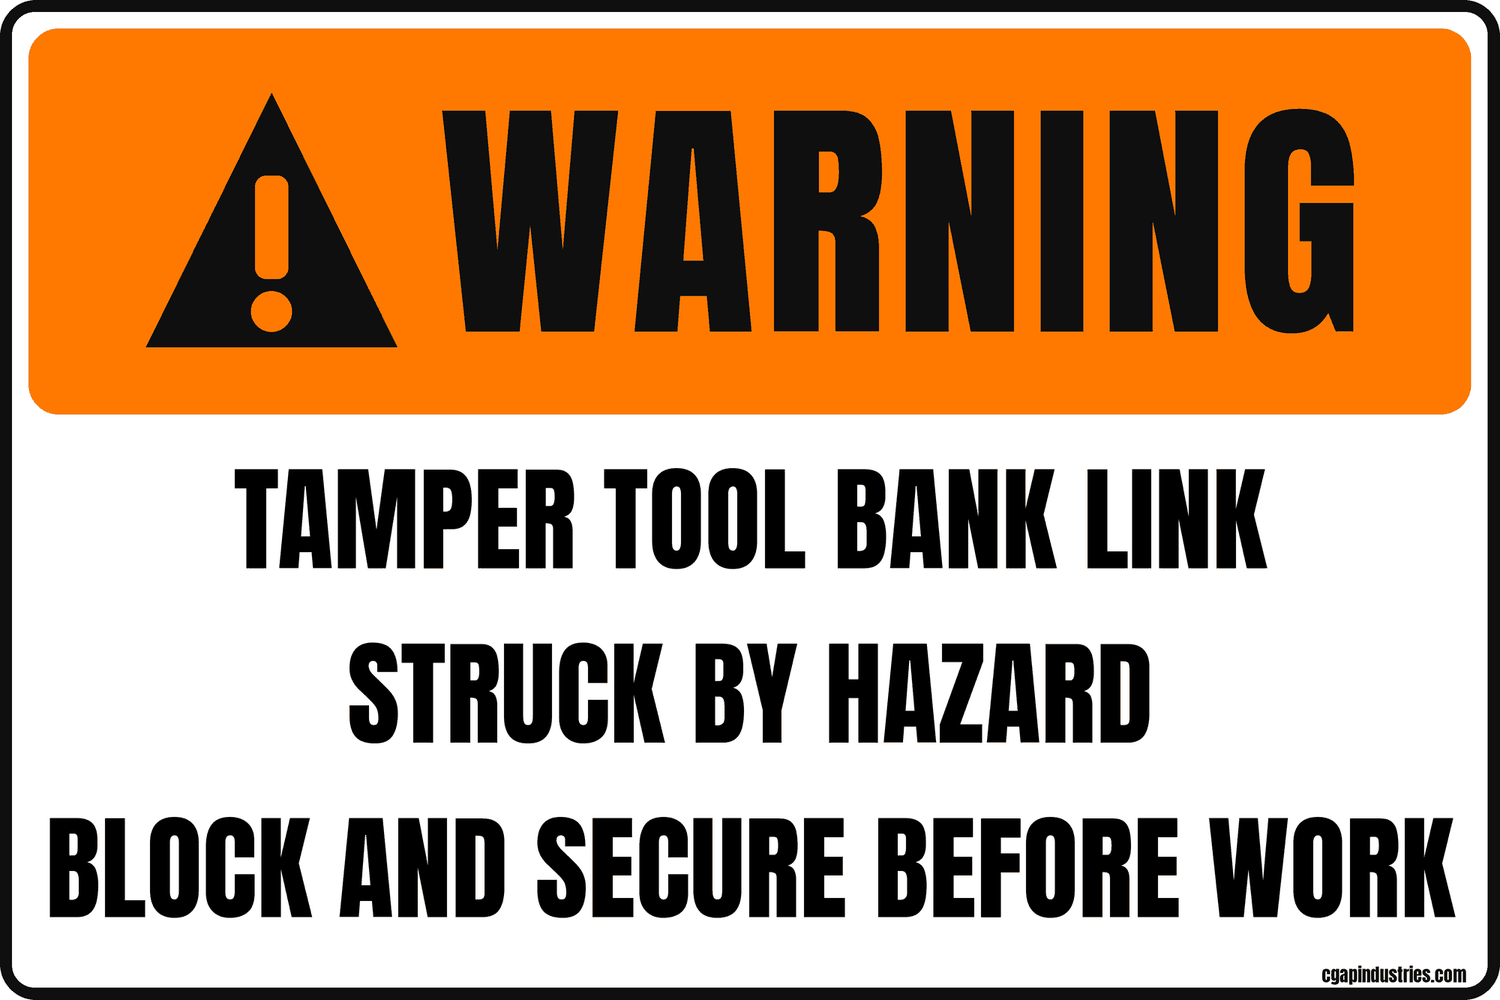 WARNING
TAMPER TOOL BANK LINK
STRUCK BY HAZARD
BLOCK AND SECURE BEFORE WORK
cgapindustries.com